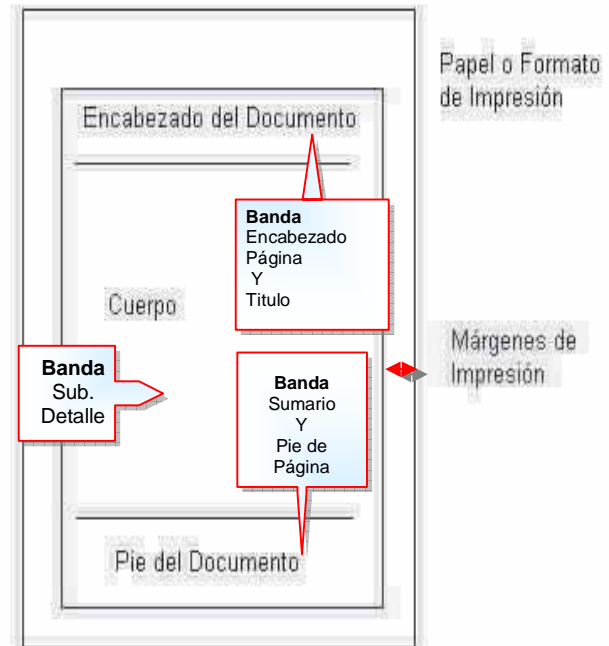 Papel o Formato
de Impresión
Encabezado del Documento
Banda
Encabezado
Página
Y
Titulo
Cuerpo
Márgenes de
Impresión
Banda
Sub.
Detalle
Banda
Sumario
Y
Pie de
Página
Pie del Documento